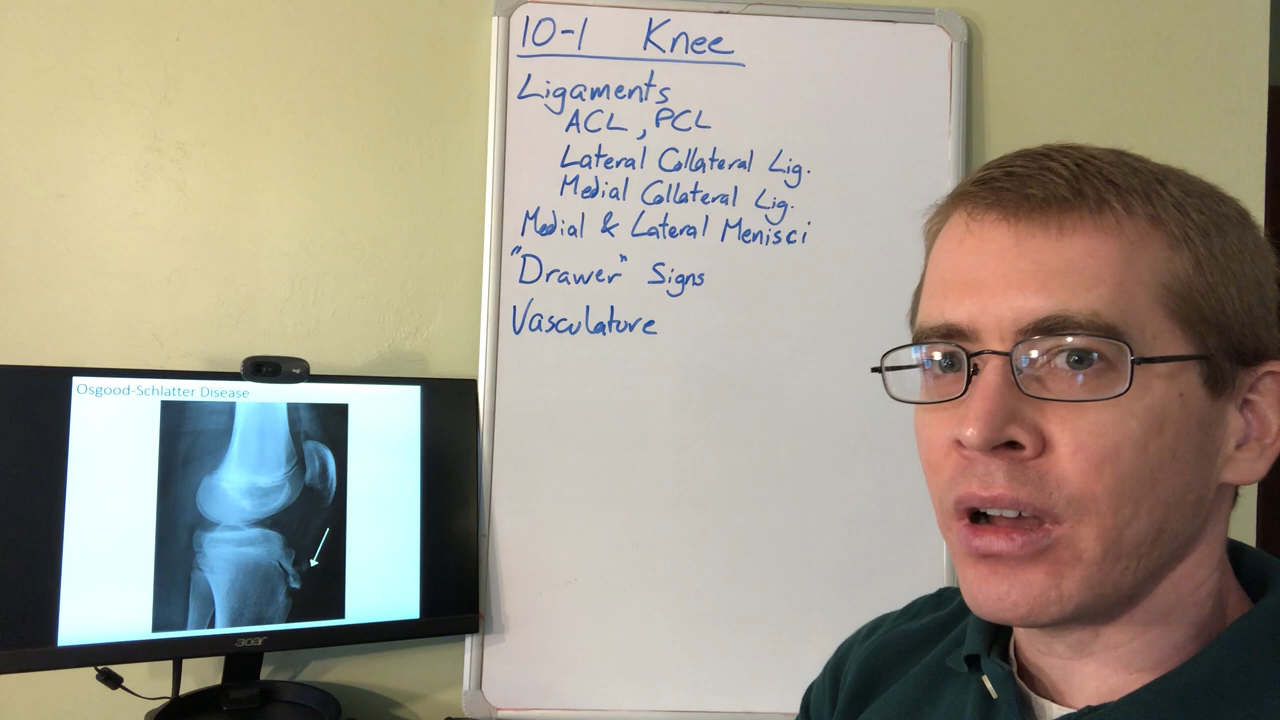 10-1 Knee
Ligaments
ACL, PCL
Lateral Collateral Lig.
Medial Collateral Lig.
Medial & Lateral Menisci
"Drawer" Signs
Vasculature
Osgood-Schlatter Disease
acer
logi